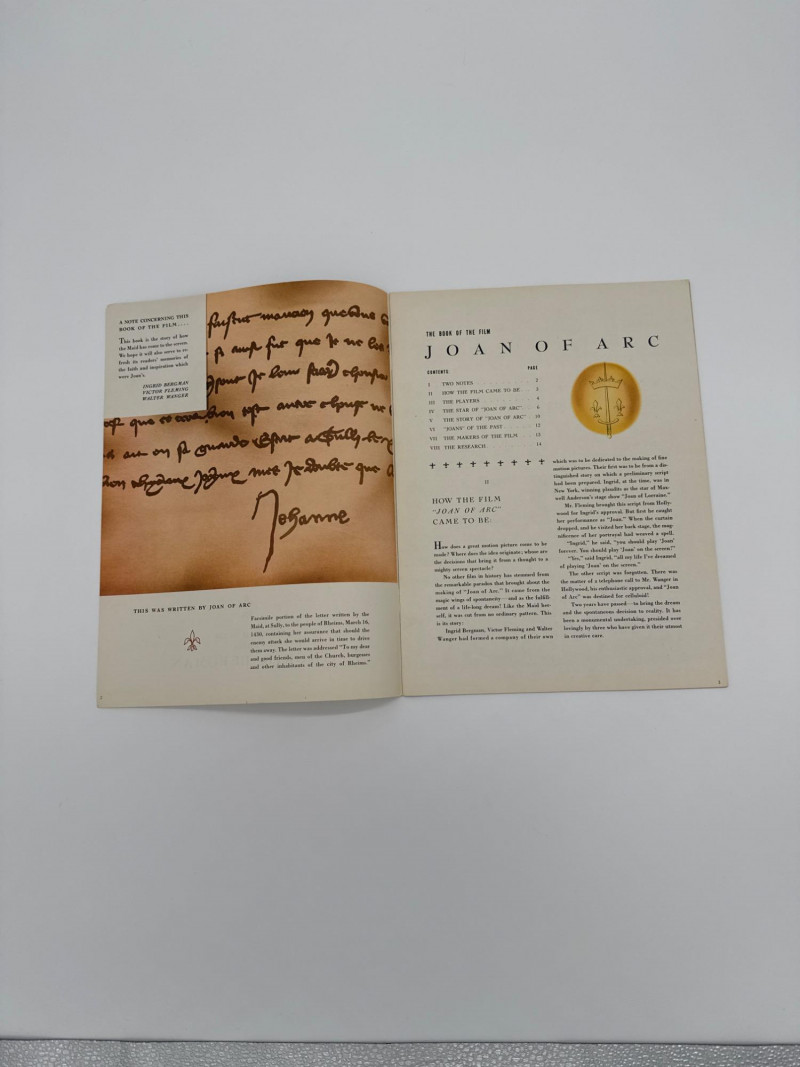 A NOTE CONCERNING THIS
BOOK OF THE FILM....
This book is the story of how
the Maid has come to the screen.
We hope it will also serve to re-
fresh its readers' memories of
the faith and inspiration which
were Joan's.
INGRID BERGMAN
VICTOR FLEMING
WALTER WANGER
Jehanne
THIS WAS WRITTEN BY JOAN OF ARC
Facsimile portion of the letter written by the
Maid, at Sully, to the people of Rheims, March 16,
1430, containing her assurance that should the
enemy attack she would arrive in time to drive
them away. The letter was addressed "To my dear
and good friends, men of the Church, burgesses
and other inhabitants of the city of Rheims."
2
THE BOOK OF THE FILM
JOAN OF ARC
CONTENTS PAGE
I TWO NOTES 2
II HOW THE FILM CAME TO BE 3
III THE PLAYERS 4
IV THE STAR OF "JOAN OF ARC" 6
V THE STORY OF "JOAN OF ARC" 10
VI "JOANS" OF THE PAST 12
VII THE MAKERS OF THE FILM 13
VIII THE RESEARCH 14
II
HOW THE FILM
"JOAN OF ARC"
CAME TO BE:
How does a great motion picture come to be
made? Where does the idea originate; whose are
the decisions that bring it from a thought to a
mighty screen spectacle?
No other film in history has stemmed from
the remarkable paradox that brought about the
making of "Joan of Arc." It came from the
magic wings of spontaneity—and as the fulfill-
ment of a life-long dream! Like the Maid her-
self, it was cut from no ordinary pattern. This
is its story:
Ingrid Bergman, Victor Fleming and Walter
Wanger had formed a company of their own
which was to be dedicated to the making of fine
motion pictures. Their first was to be from a dis-
tinguished story on which a preliminary script
had been prepared. Ingrid, at the time, was in
New York, winning plaudits as the star of Max-
well Anderson's stage show "Joan of Lorraine."
Mr. Fleming brought this script from Holly-
wood for Ingrid's approval. But first he caught
her performance as "Joan." When the curtain
dropped, and he visited her back stage, the mag-
nificence of her portrayal had weaved a spell.
"Ingrid," he said, "you should play 'Joan'
forever. You should play 'Joan' on the screen!"
"Yes," said Ingrid, "all my life I've dreamed
of playing 'Joan' on the screen."
The other script was forgotten. There was
the matter of a telephone call to Mr. Wanger in
Hollywood, his enthusiastic approval, and "Joan
of Arc" was destined for celluloid!
Two years have passed—to bring the dream
and the spontaneous decision to reality. It has
been a monumental undertaking, presided over
lovingly by three who have given it their utmost
in creative care.
3